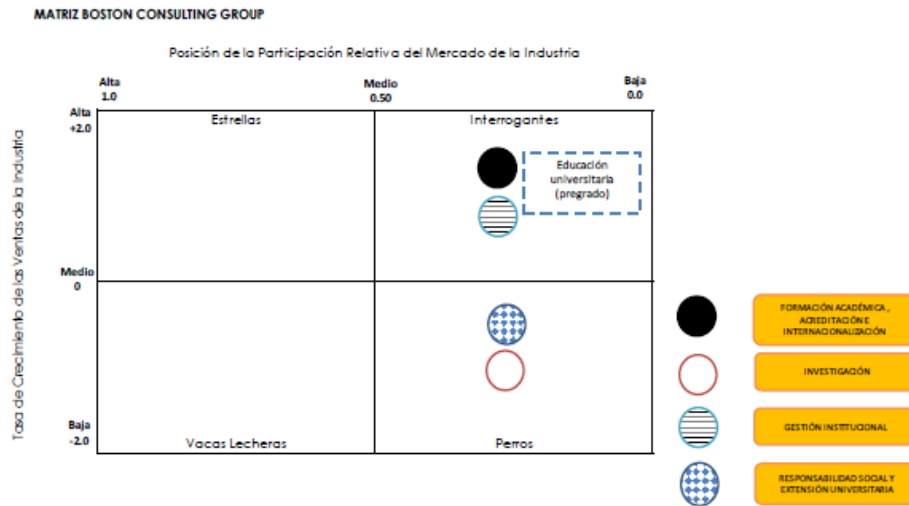 MATRIZ BOSTON CONSULTING GROUP
Posición de la Participación Relativa del Mercado de la Industria
Alta
1.0
Medio
0.50
Baja
0.0
Alta
+2.0
Estrellas
Interrogantes
Educación
universitaria
(pregrado)
Tasa de Crecimiento de las Ventas de la Industria
Medio
0
Baja
-2.0
Vacas Lecheras
Perros
FORMACIÓN ACADÉMICA ,
ACREDITACIÓN E
INTERNACIONALIZACIÓN
INVESTIGACIÓN
GESTIÓN INSTITUCIONAL
RESPONSABILIDAD SOCIAL Y
EXTENSIÓN UNIVERSITARIA